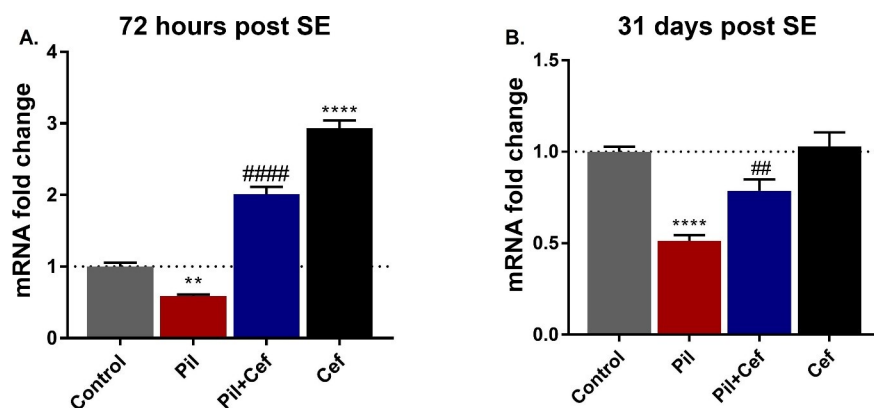 A.
72 hours post SE
mRNA fold change
4
3
2
1
0
**
####
****
Control
Pil
Pil+Cef
Cef
B.
31 days post SE
mRNA fold change
1.5
1.0
0.5
0.0
****
##
Control
Pil
Pil+Cef
Cef